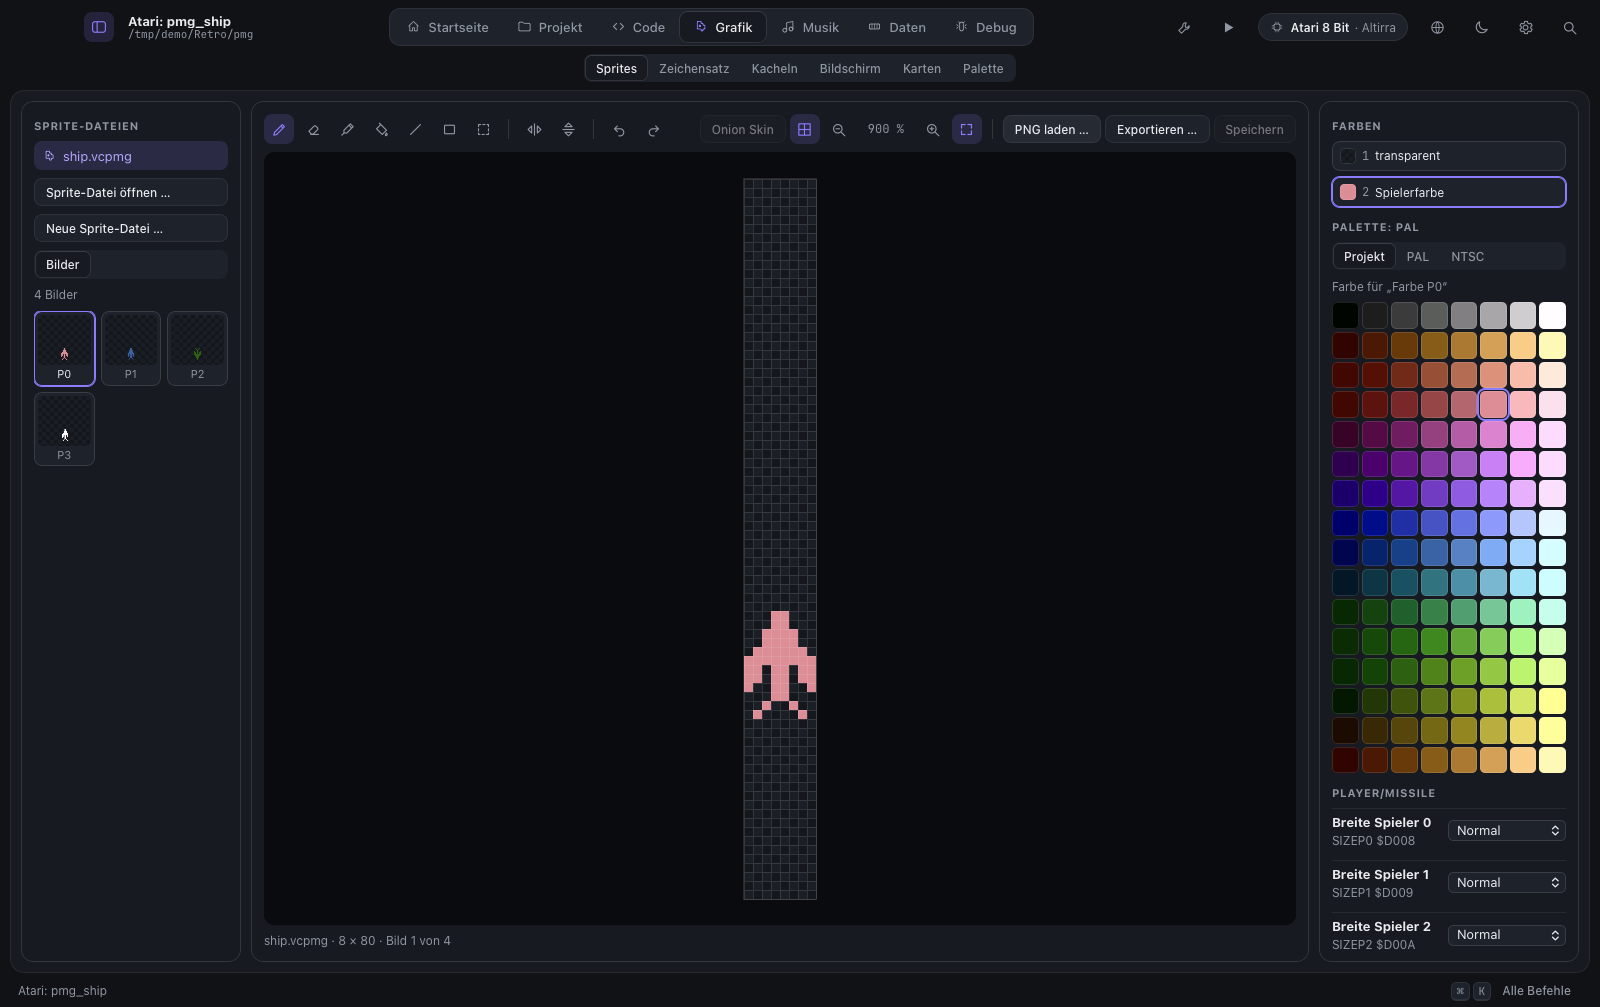 Atari: pmg_ship
/tmp/demo/Retro/pmg
Startseite
Projekt
Code
Grafik
Musik
Daten
Debug
Atari 8 Bit · Altirra
Sprites
Zeichensatz
Kacheln
Bildschirm
Karten
Palette
SPRITE-DATEIEN
ship.vcpmg
Sprite-Datei öffnen ...
Neue Sprite-Datei ...
Bilder
4 Bilder
P0
P1
P2
P3
Onion Skin
900 %
PNG laden ...
Exportieren ...
Speichern
ship.vcpmg · 8 × 80 · Bild 1 von 4
FARBEN
1 transparent
2 Spielerfarbe
PALETTE: PAL
Projekt
PAL
NTSC
Farbe für „Farbe P0“
PLAYER/MISSILE
Breite Spieler 0
SIZEP0 $D008
Normal
Breite Spieler 1
SIZEP1 $D009
Normal
Breite Spieler 2
SIZEP2 $D00A
Normal
Atari: pmg_ship
⌘ K Alle Befehle